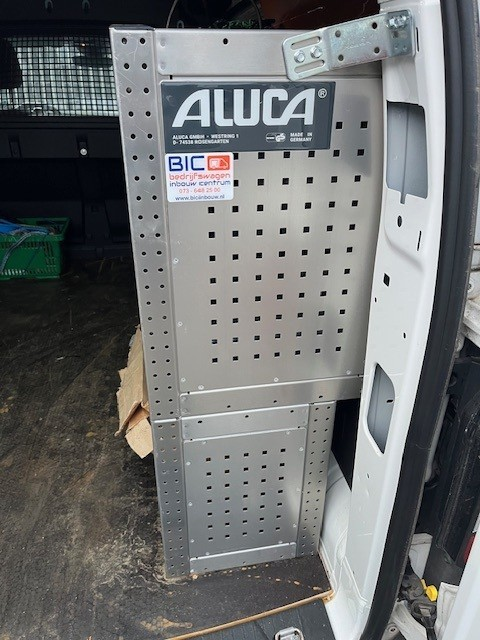 ALUCA®
ALUCA GMBH • WESTRING 1
D- 74538 ROSENGARTEN
MADE IN
GERMANY
BIC
bedrijfswagen
inbouw centrum
073 - 648 25 00
www.bicinbouw.nl